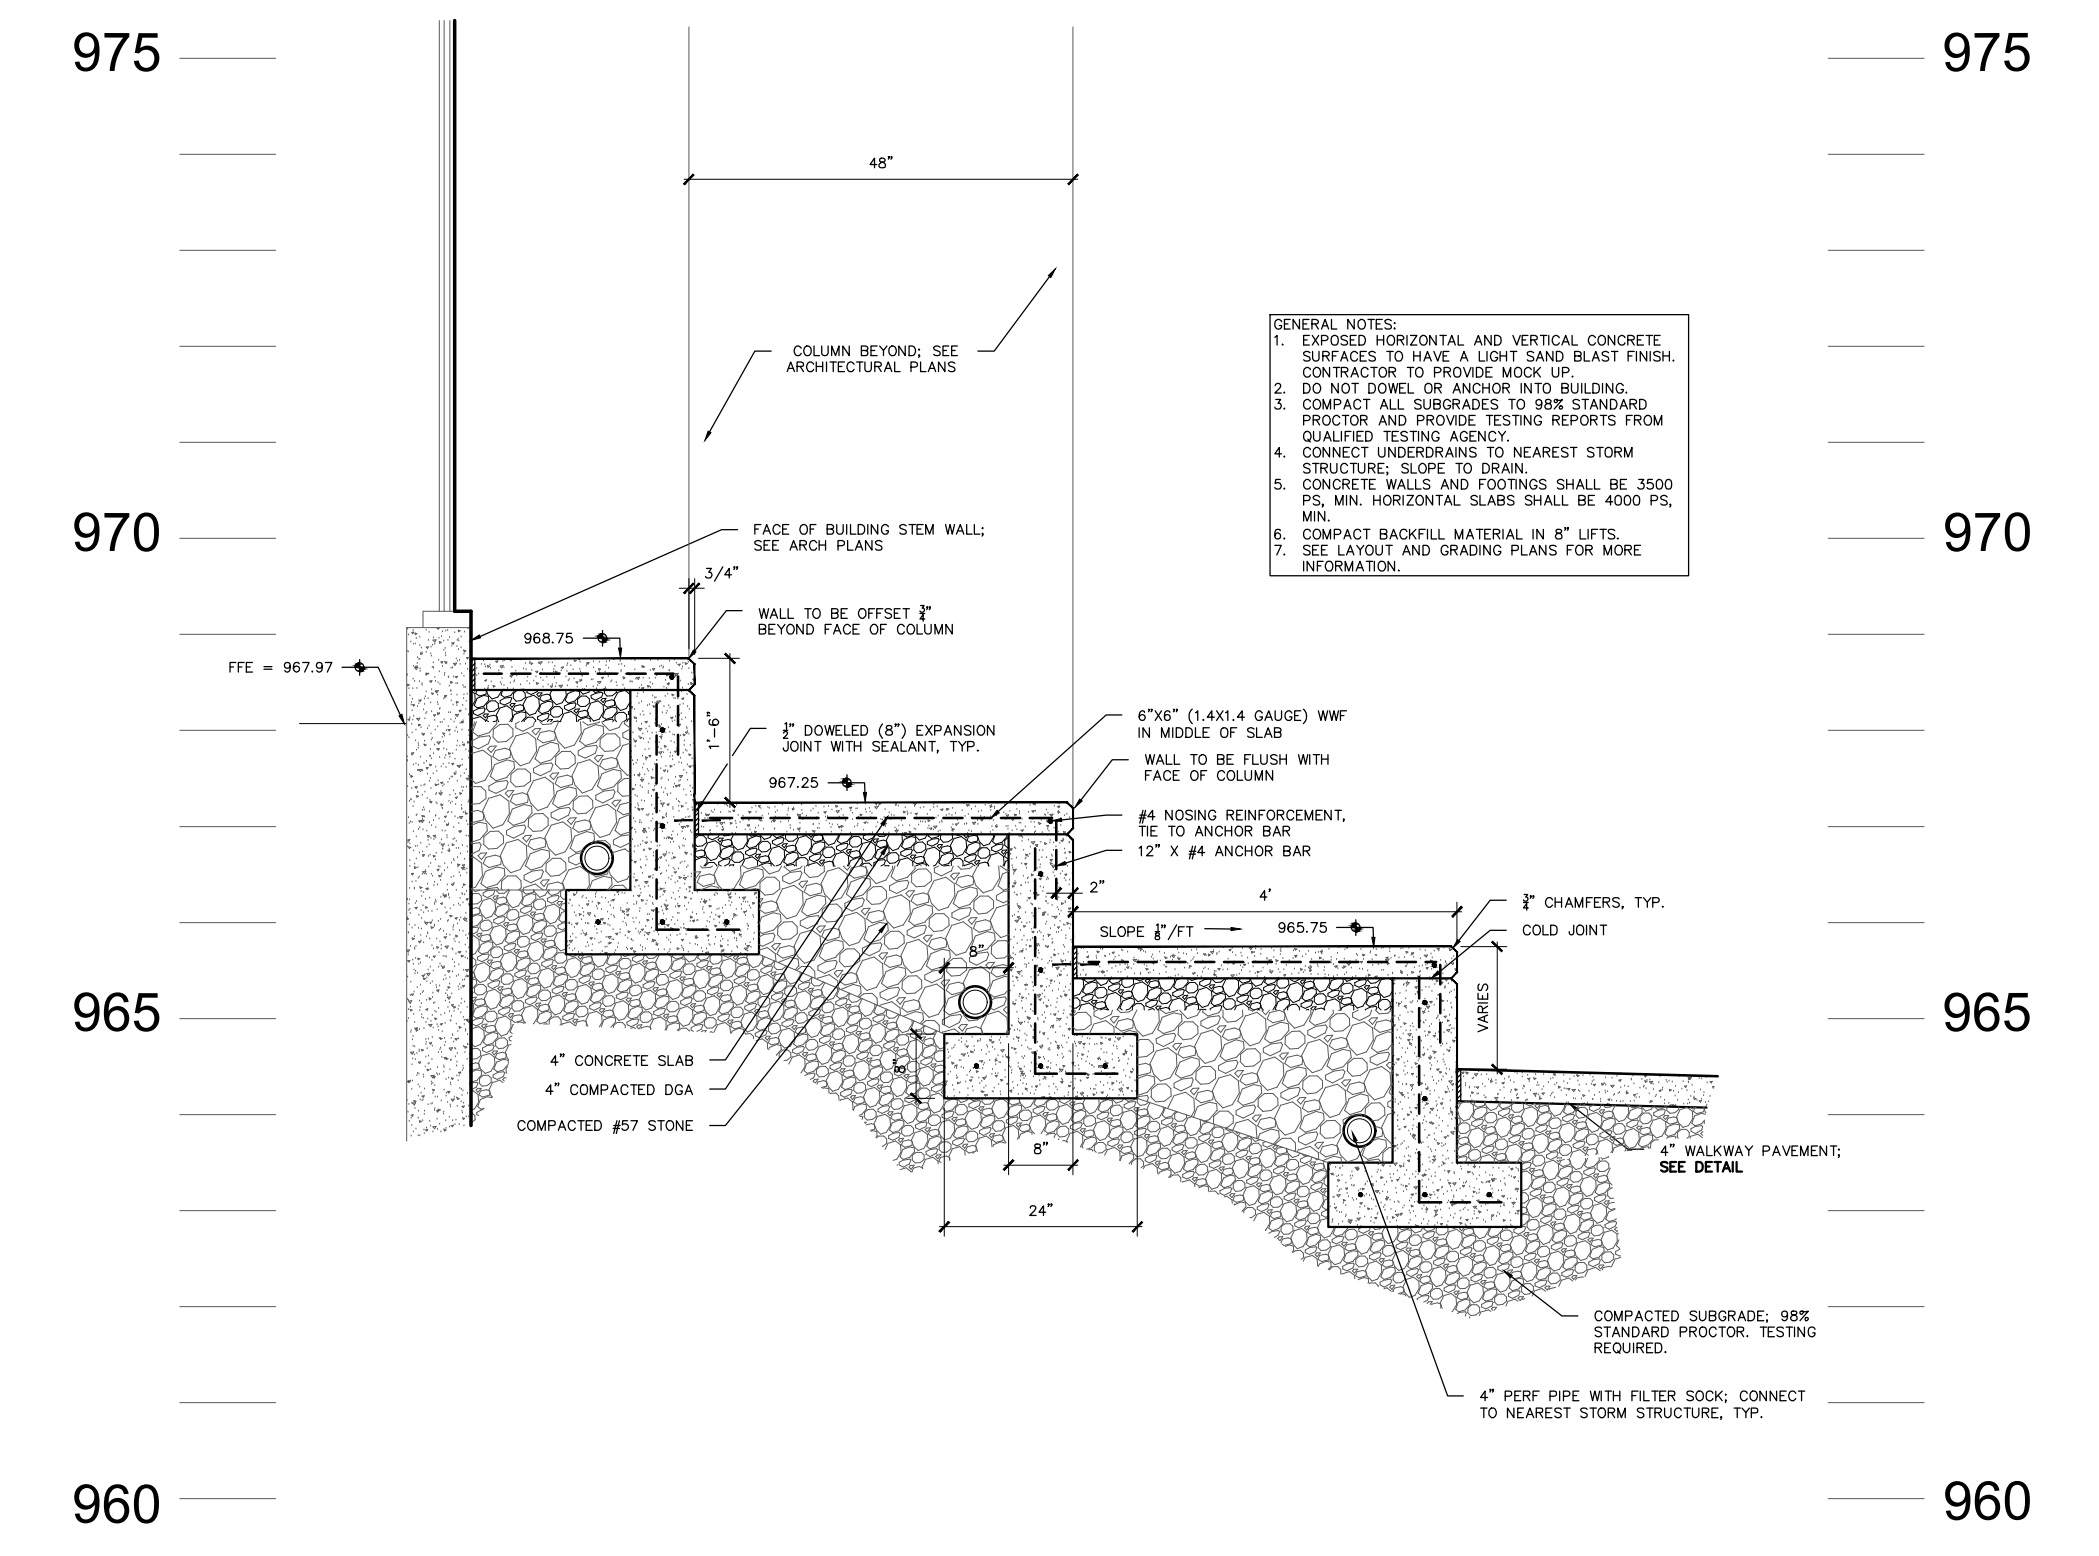 975
975
48”
GENERAL NOTES:
1. EXPOSED HORIZONTAL AND VERTICAL CONCRETE
SURFACES TO HAVE A LIGHT SAND BLAST FINISH.
CONTRACTOR TO PROVIDE MOCK UP.
2. DO NOT DOWEL OR ANCHOR INTO BUILDING.
3. COMPACT ALL SUBGRADES TO 98% STANDARD
PROCTOR AND PROVIDE TESTING REPORTS FROM
QUALIFIED TESTING AGENCY.
4. CONNECT UNDERDRAINS TO NEAREST STORM
STRUCTURE; SLOPE TO DRAIN.
5. CONCRETE WALLS AND FOOTINGS SHALL BE 3500
PS, MIN. HORIZONTAL SLABS SHALL BE 4000 PS,
MIN.
6. COMPACT BACKFILL MATERIAL IN 8” LIFTS.
7. SEE LAYOUT AND GRADING PLANS FOR MORE
INFORMATION.
COLUMN BEYOND; SEE
ARCHITECTURAL PLANS
970
970
FACE OF BUILDING STEM WALL;
SEE ARCH PLANS
3/4”
WALL TO BE OFFSET 3/4”
BEYOND FACE OF COLUMN
968.75
FFE = 967.97
1’-6”
1/2” DOWELED (8”) EXPANSION
JOINT WITH SEALANT, TYP.
967.25
6”X6” (1.4X1.4 GAUGE) WWF
IN MIDDLE OF SLAB
WALL TO BE FLUSH WITH
FACE OF COLUMN
#4 NOSING REINFORCEMENT,
TIE TO ANCHOR BAR
12” X #4 ANCHOR BAR
2”
4’
3/4” CHAMFERS, TYP.
COLD JOINT
SLOPE 1/8”/FT
965.75
8”
VARIES
965
965
8”
4” CONCRETE SLAB
4” COMPACTED DGA
COMPACTED #57 STONE
8”
24”
4” WALKWAY PAVEMENT;
SEE DETAIL
COMPACTED SUBGRADE; 98%
STANDARD PROCTOR. TESTING
REQUIRED.
4” PERF PIPE WITH FILTER SOCK; CONNECT
TO NEAREST STORM STRUCTURE, TYP.
960
960